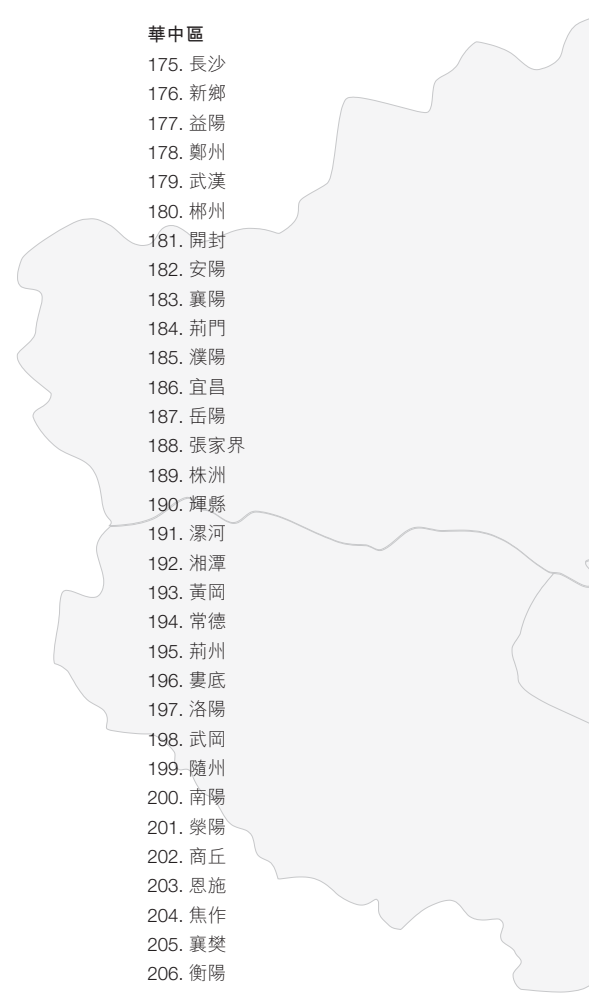 華中區
175. 長沙
176. 新鄉
177. 益陽
178. 鄭州
179. 武漢
180. 郴州
181. 開封
182. 安陽
183. 襄陽
184. 荊門
185. 濮陽
186. 宜昌
187. 岳陽
188. 張家界
189. 株洲
190. 輝縣
191. 漯河
192. 湘潭
193. 黃岡
194. 常德
195. 荊州
196. 婁底
197. 洛陽
198. 武岡
199. 隨州
200. 南陽
201. 滎陽
202. 商丘
203. 恩施
204. 焦作
205. 襄樊
206. 衡陽